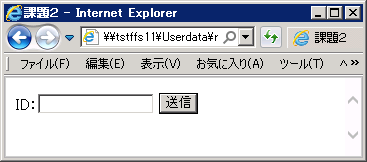 課題2 - Internet Explorer
\\tstffs11\Userdata\r
課題2
ファイル(F) 編集(E) 表示(V) お気に入り(A) ツール(T) ヘ »
ID: 送信